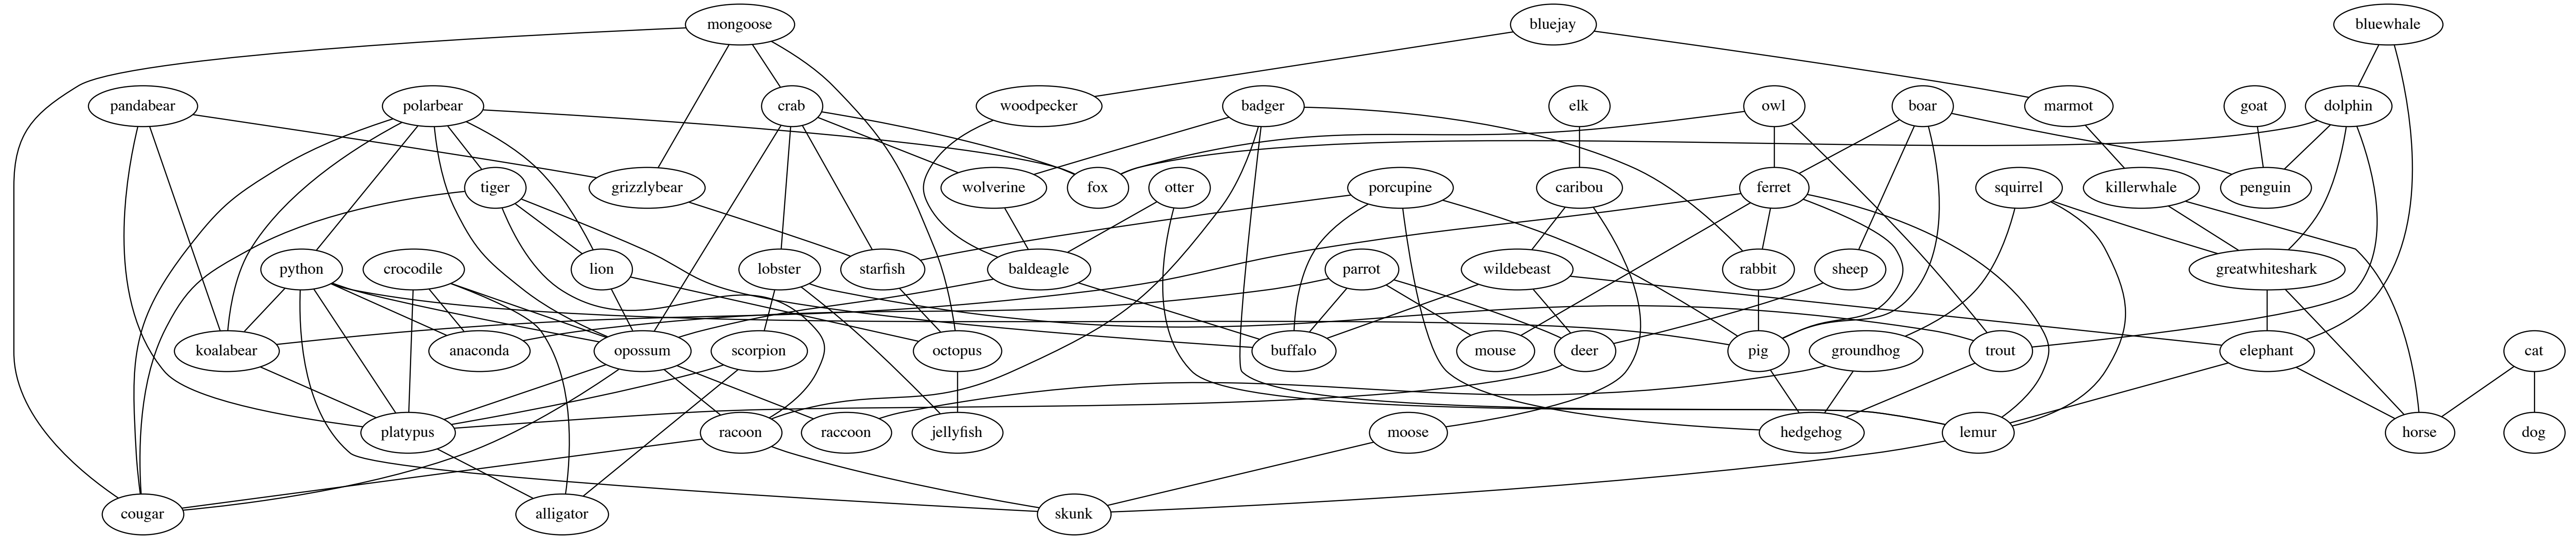 mongoose
bluejay
bluewhale
pandabear
polarbear
crab
woodpecker
badger
elk
owl
boar
marmot
goat
dolphin
tiger
grizzlybear
wolverine
fox
otter
porcupine
caribou
ferret
squirrel
killerwhale
penguin
python
crocodile
lion
lobster
starfish
baldeagle
parrot
wildebeast
rabbit
sheep
greatwhiteshark
koalabear
anaconda
opossum
scorpion
octopus
buffalo
mouse
deer
pig
groundhog
trout
elephant
cat
platypus
racoon
raccoon
jellyfish
moose
hedgehog
lemur
horse
dog
cougar
alligator
skunk